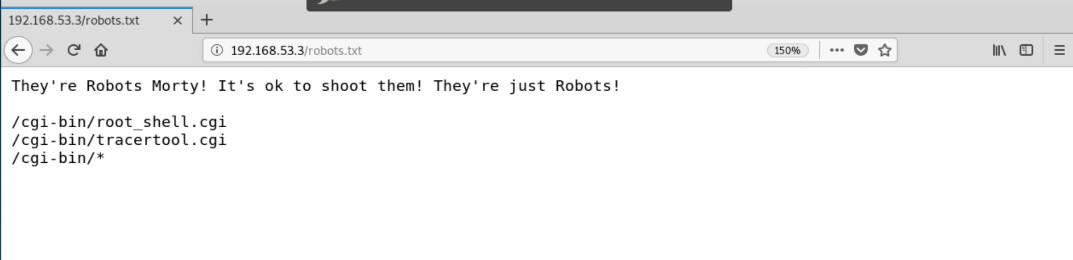 192.168.53.3/robots.txt
192.168.53.3/robots.txt 150%
They're Robots Morty! It's ok to shoot them! They're just Robots!
/cgi-bin/root_shell.cgi
/cgi-bin/tracertool.cgi
/cgi-bin/*